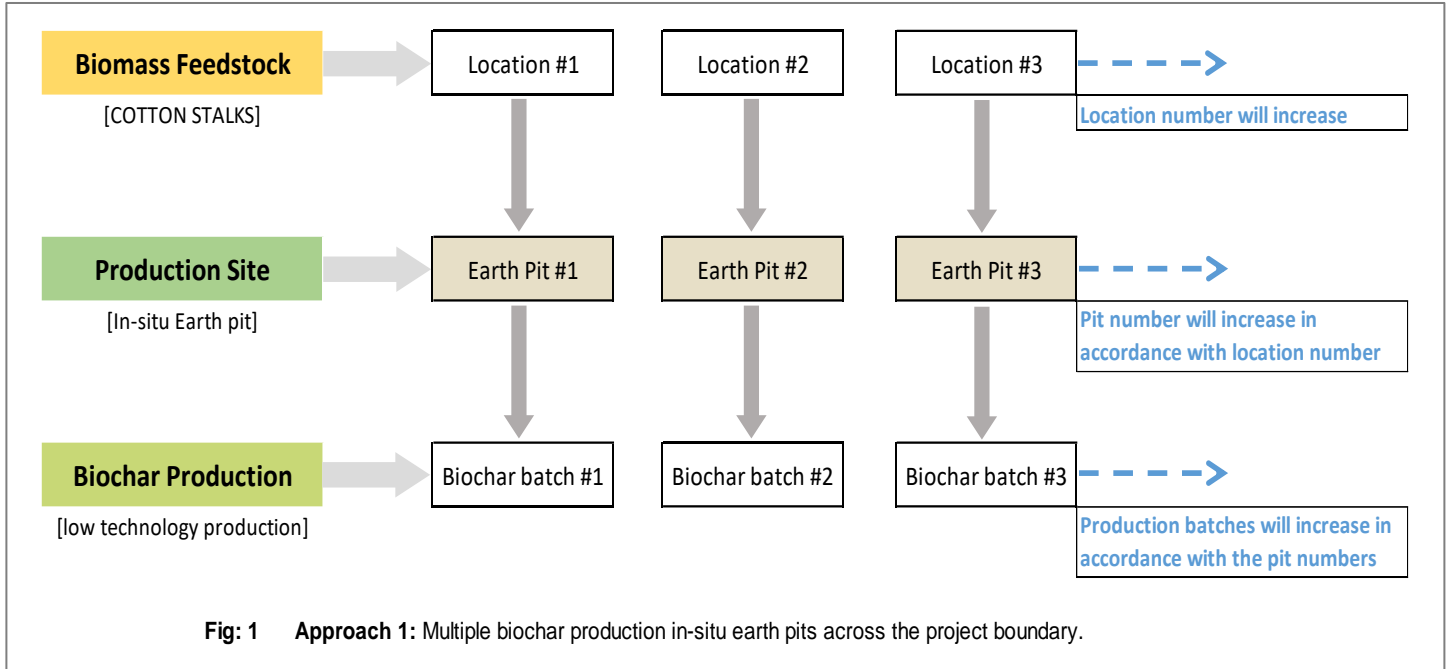 Biomass Feedstock
[COTTON STALKS]
Location #1
Location #2
Location #3
Location number will increase
Production Site
[In-situ Earth pit]
Earth Pit #1
Earth Pit #2
Earth Pit #3
Pit number will increase in
accordance with location number
Biochar Production
[low technology production]
Biochar batch #1
Biochar batch #2
Biochar batch #3
Production batches will increase in
accordance with the pit numbers
Fig: 1 Approach 1: Multiple biochar production in-situ earth pits across the project boundary.